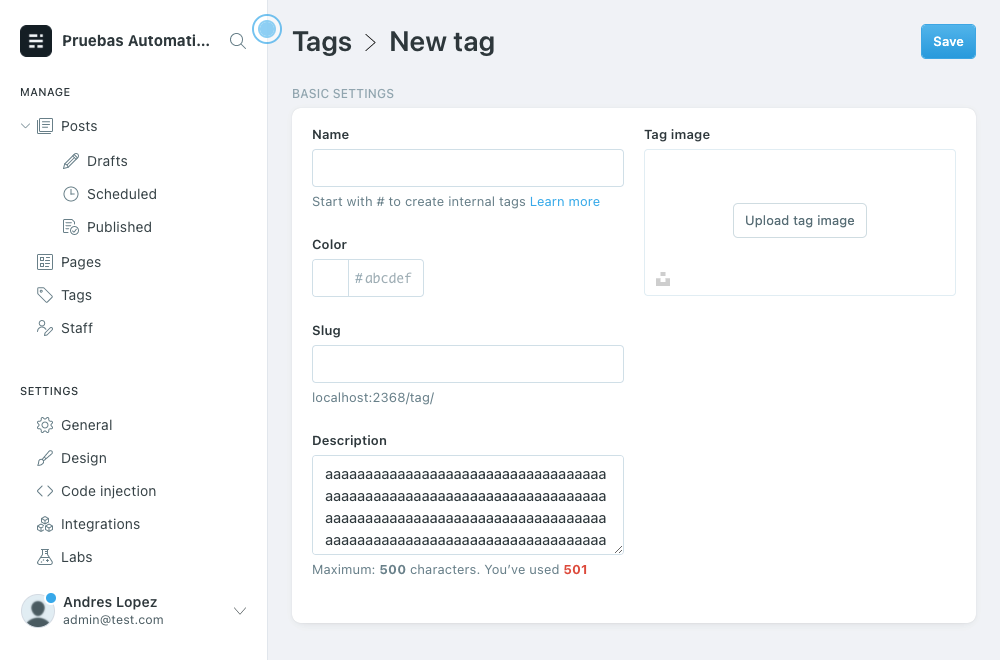 Pruebas Automati...
MANAGE
Posts
Drafts
Scheduled
Published
Pages
Tags
Staff
SETTINGS
General
Design
Code injection
Integrations
Labs
Andres Lopez
admin@test.com
Tags > New tag
Save
BASIC SETTINGS
Name
Start with # to create internal tags Learn more
Color
#abcdef
Slug
localhost:2368/tag/
Description
aaaaaaaaaaaaaaaaaaaaaaaaaaaaaaaaaaa
aaaaaaaaaaaaaaaaaaaaaaaaaaaaaaaaaaa
aaaaaaaaaaaaaaaaaaaaaaaaaaaaaaaaaaa
aaaaaaaaaaaaaaaaaaaaaaaaaaaaaaaaaaa
Maximum: 500 characters. You’ve used 501
Tag image
Upload tag image